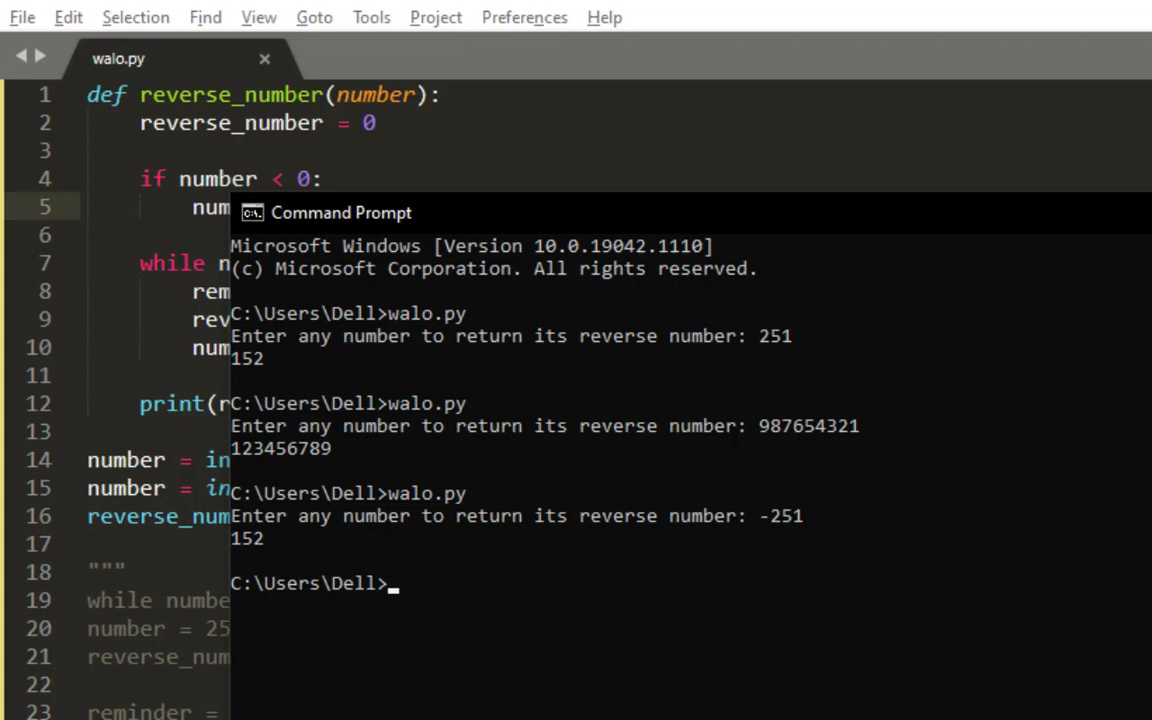 File Edit Selection Find View Goto Tools Project Preferences Help
walo.py
1 def reverse_number(number):
2 reverse_number = 0
3
4 if number < 0:
5 num
6
7 while n
8 rem
9 rev
10 num
11
12 print(r
13
14 number = in
15 number = in
16 reverse_num
17
18 """
19 while numbe
20 number = 25
21 reverse_num
22
23 reminder =
Command Prompt
Microsoft Windows [Version 10.0.19042.1110]
(c) Microsoft Corporation. All rights reserved.
C:\Users\Dell>walo.py
Enter any number to return its reverse number: 251
152
C:\Users\Dell>walo.py
Enter any number to return its reverse number: 987654321
123456789
C:\Users\Dell>walo.py
Enter any number to return its reverse number: -251
152
C:\Users\Dell>